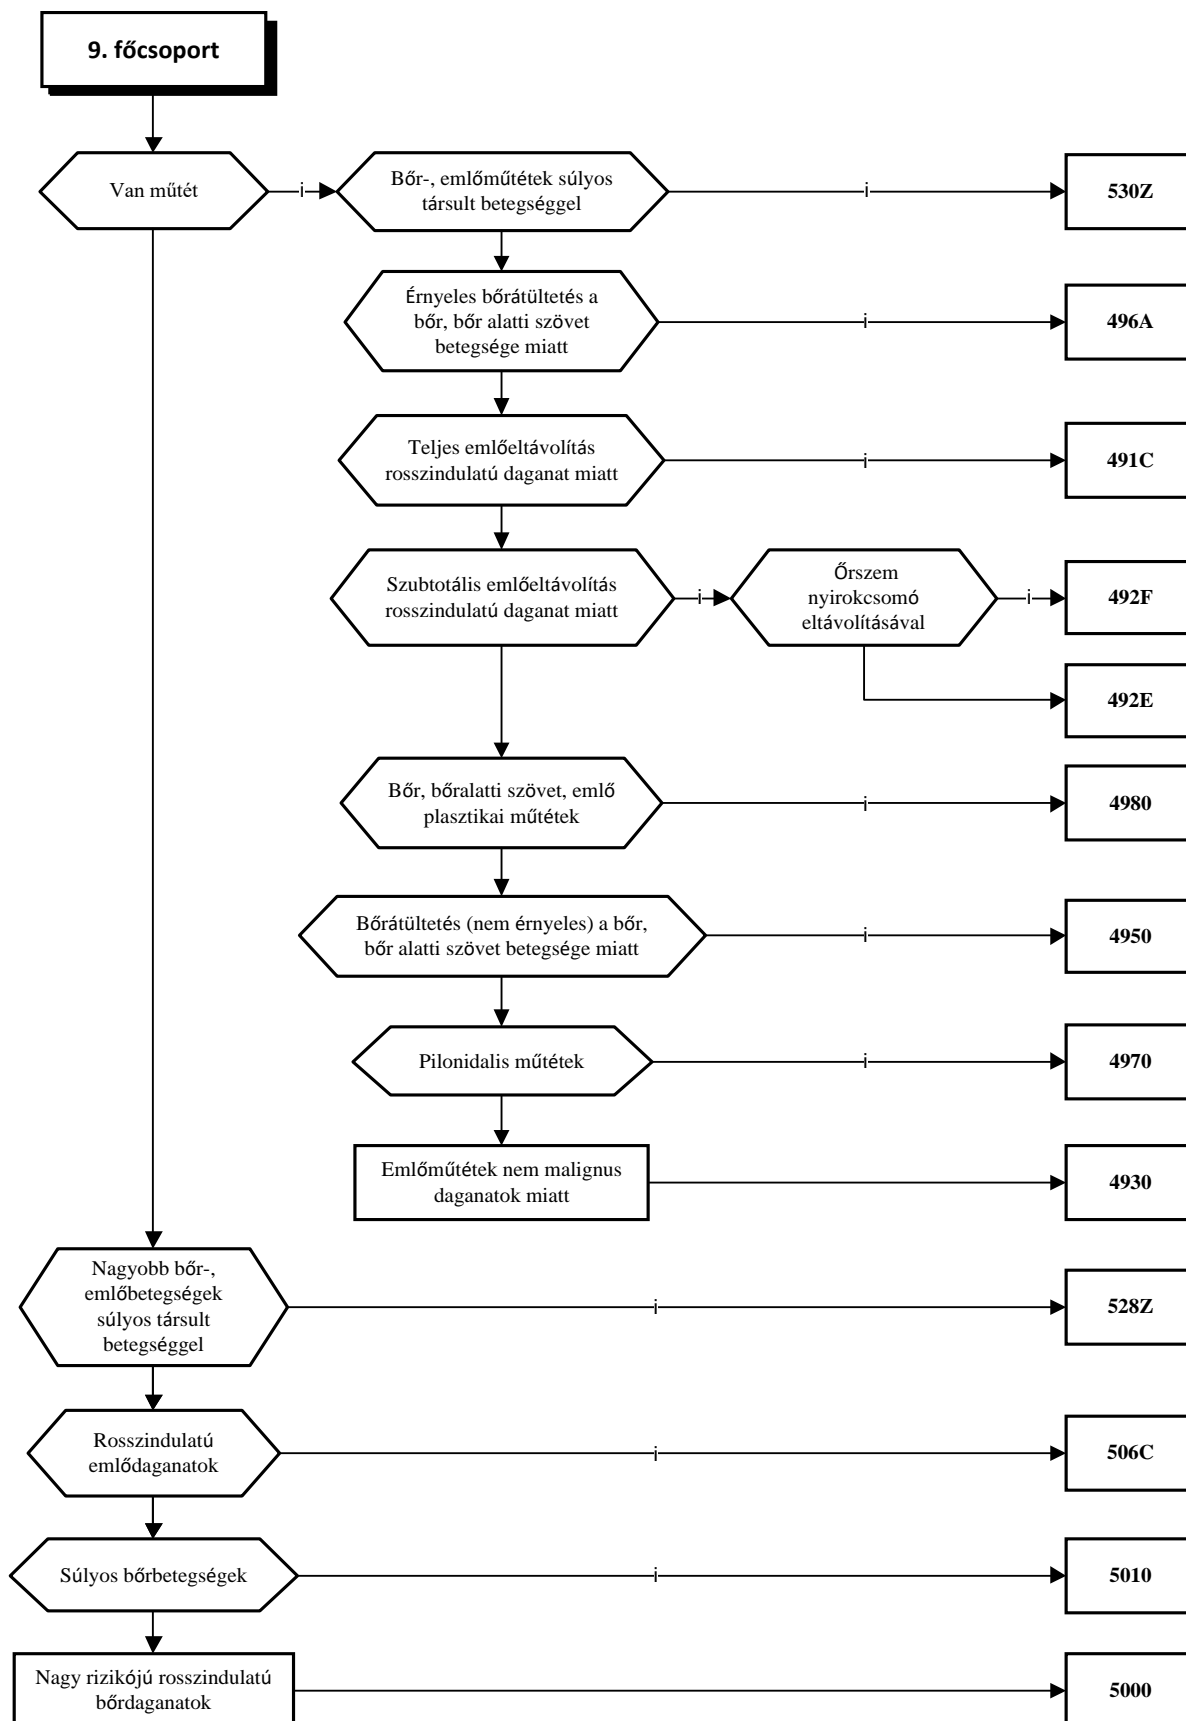 9. főcsoport
Van műtét
i
Bőr-, emlőműtétek súlyos
társult betegséggel
i
530Z
Érnyeles bőrátültetés a
bőr, bőr alatti szövet
betegsége miatt
i
496A
Teljes emlőeltávolítás
rosszindulatú daganat miatt
i
491C
Szubtotális emlőeltávolítás
rosszindulatú daganat miatt
i
Őrszem
nyirokcsomó
eltávolításával
i
492F
492E
Bőr, bőralatti szövet, emlő
plasztikai műtétek
i
4980
Bőrátültetés (nem érnyeles) a bőr,
bőr alatti szövet betegsége miatt
i
4950
Pilonidalis műtétek
i
4970
Emlőműtétek nem malignus
daganatok miatt
4930
Nagyobb bőr-,
emlőbetegségek
súlyos társult
betegséggel
i
528Z
Rosszindulatú
emlődaganatok
i
506C
Súlyos bőrbetegségek
i
5010
Nagy rizikójú rosszindulatú
bőrdaganatok
5000